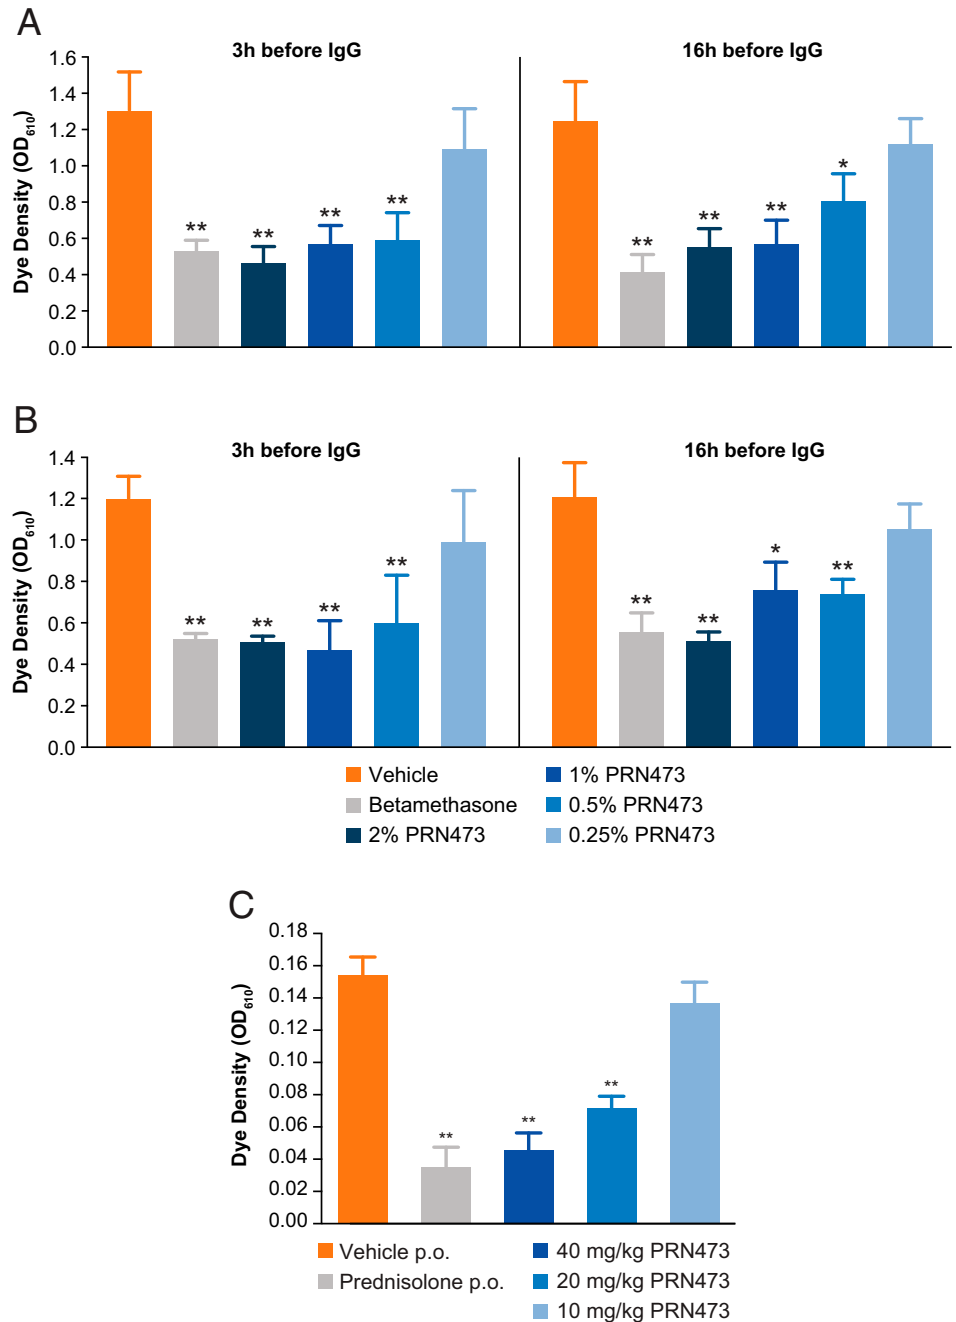 A
3h before IgG
16h before IgG
Dye Density (OD610)
1.6
1.4
1.2
1.0
0.8
0.6
0.4
0.2
0.0
** ** ** **
** ** ** *
B
3h before IgG
16h before IgG
Dye Density (OD610)
1.4
1.2
1.0
0.8
0.6
0.4
0.2
0.0
** ** ** **
** ** * **
Vehicle
Betamethasone
2% PRN473
1% PRN473
0.5% PRN473
0.25% PRN473
C
Dye Density (OD610)
0.18
0.16
0.14
0.12
0.10
0.08
0.06
0.04
0.02
0.00
** ** **
Vehicle p.o.
Prednisolone p.o.
40 mg/kg PRN473
20 mg/kg PRN473
10 mg/kg PRN473